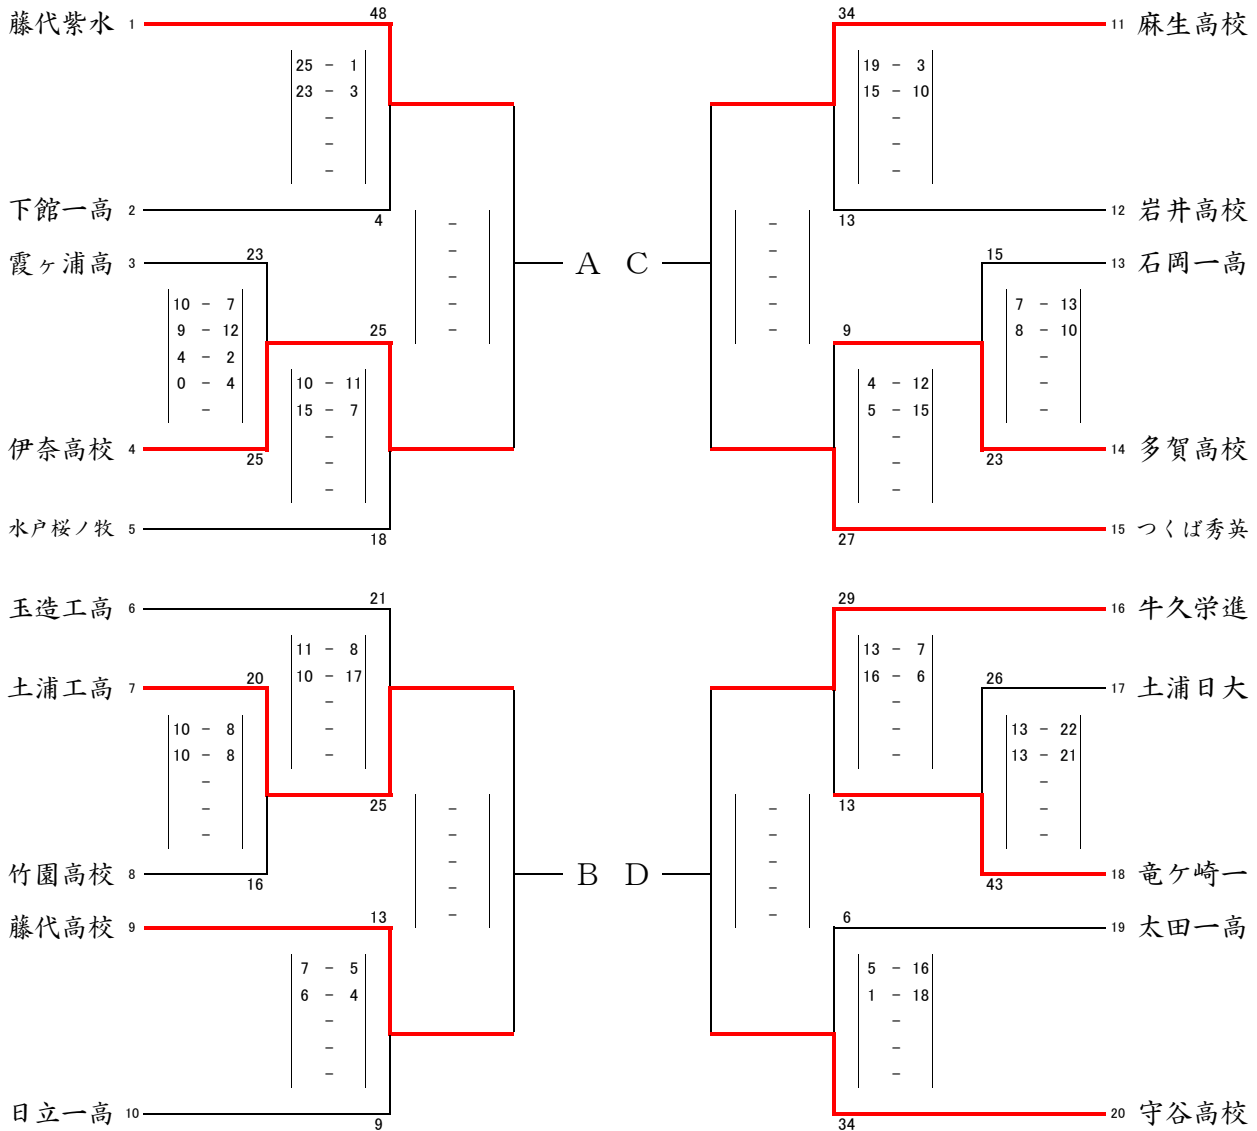 藤代紫水 1 48
25 - 1
23 - 3
-
-
-
下館一高 2 4
霞ヶ浦高 3 23
10 - 7
9 - 12
4 - 2
0 - 4
-
伊奈高校 4 25
25
10 - 11
15 - 7
-
-
-
水戸桜ノ牧 5 18
-
-
-
-
-
A
玉造工高 6 21
11 - 8
10 - 17
-
-
-
土浦工高 7 20
10 - 8
10 - 8
-
-
-
25
竹園高校 8 16
藤代高校 9 13
7 - 5
6 - 4
-
-
-
日立一高 10 9
-
-
-
-
-
B
34 11 麻生高校
19 - 3
15 - 10
-
-
-
13 12 岩井高校
15 13 石岡一高
7 - 13
8 - 10
-
-
-
9
4 - 12
5 - 15
-
-
-
23 14 多賀高校
27 15 つくば秀英
-
-
-
-
-
C
29 16 牛久栄進
13 - 7
16 - 6
-
-
-
26 17 土浦日大
13 - 22
13 - 21
-
-
-
13
43 18 竜ケ崎一
6 19 太田一高
5 - 16
1 - 18
-
-
-
34 20 守谷高校
-
-
-
-
-
D